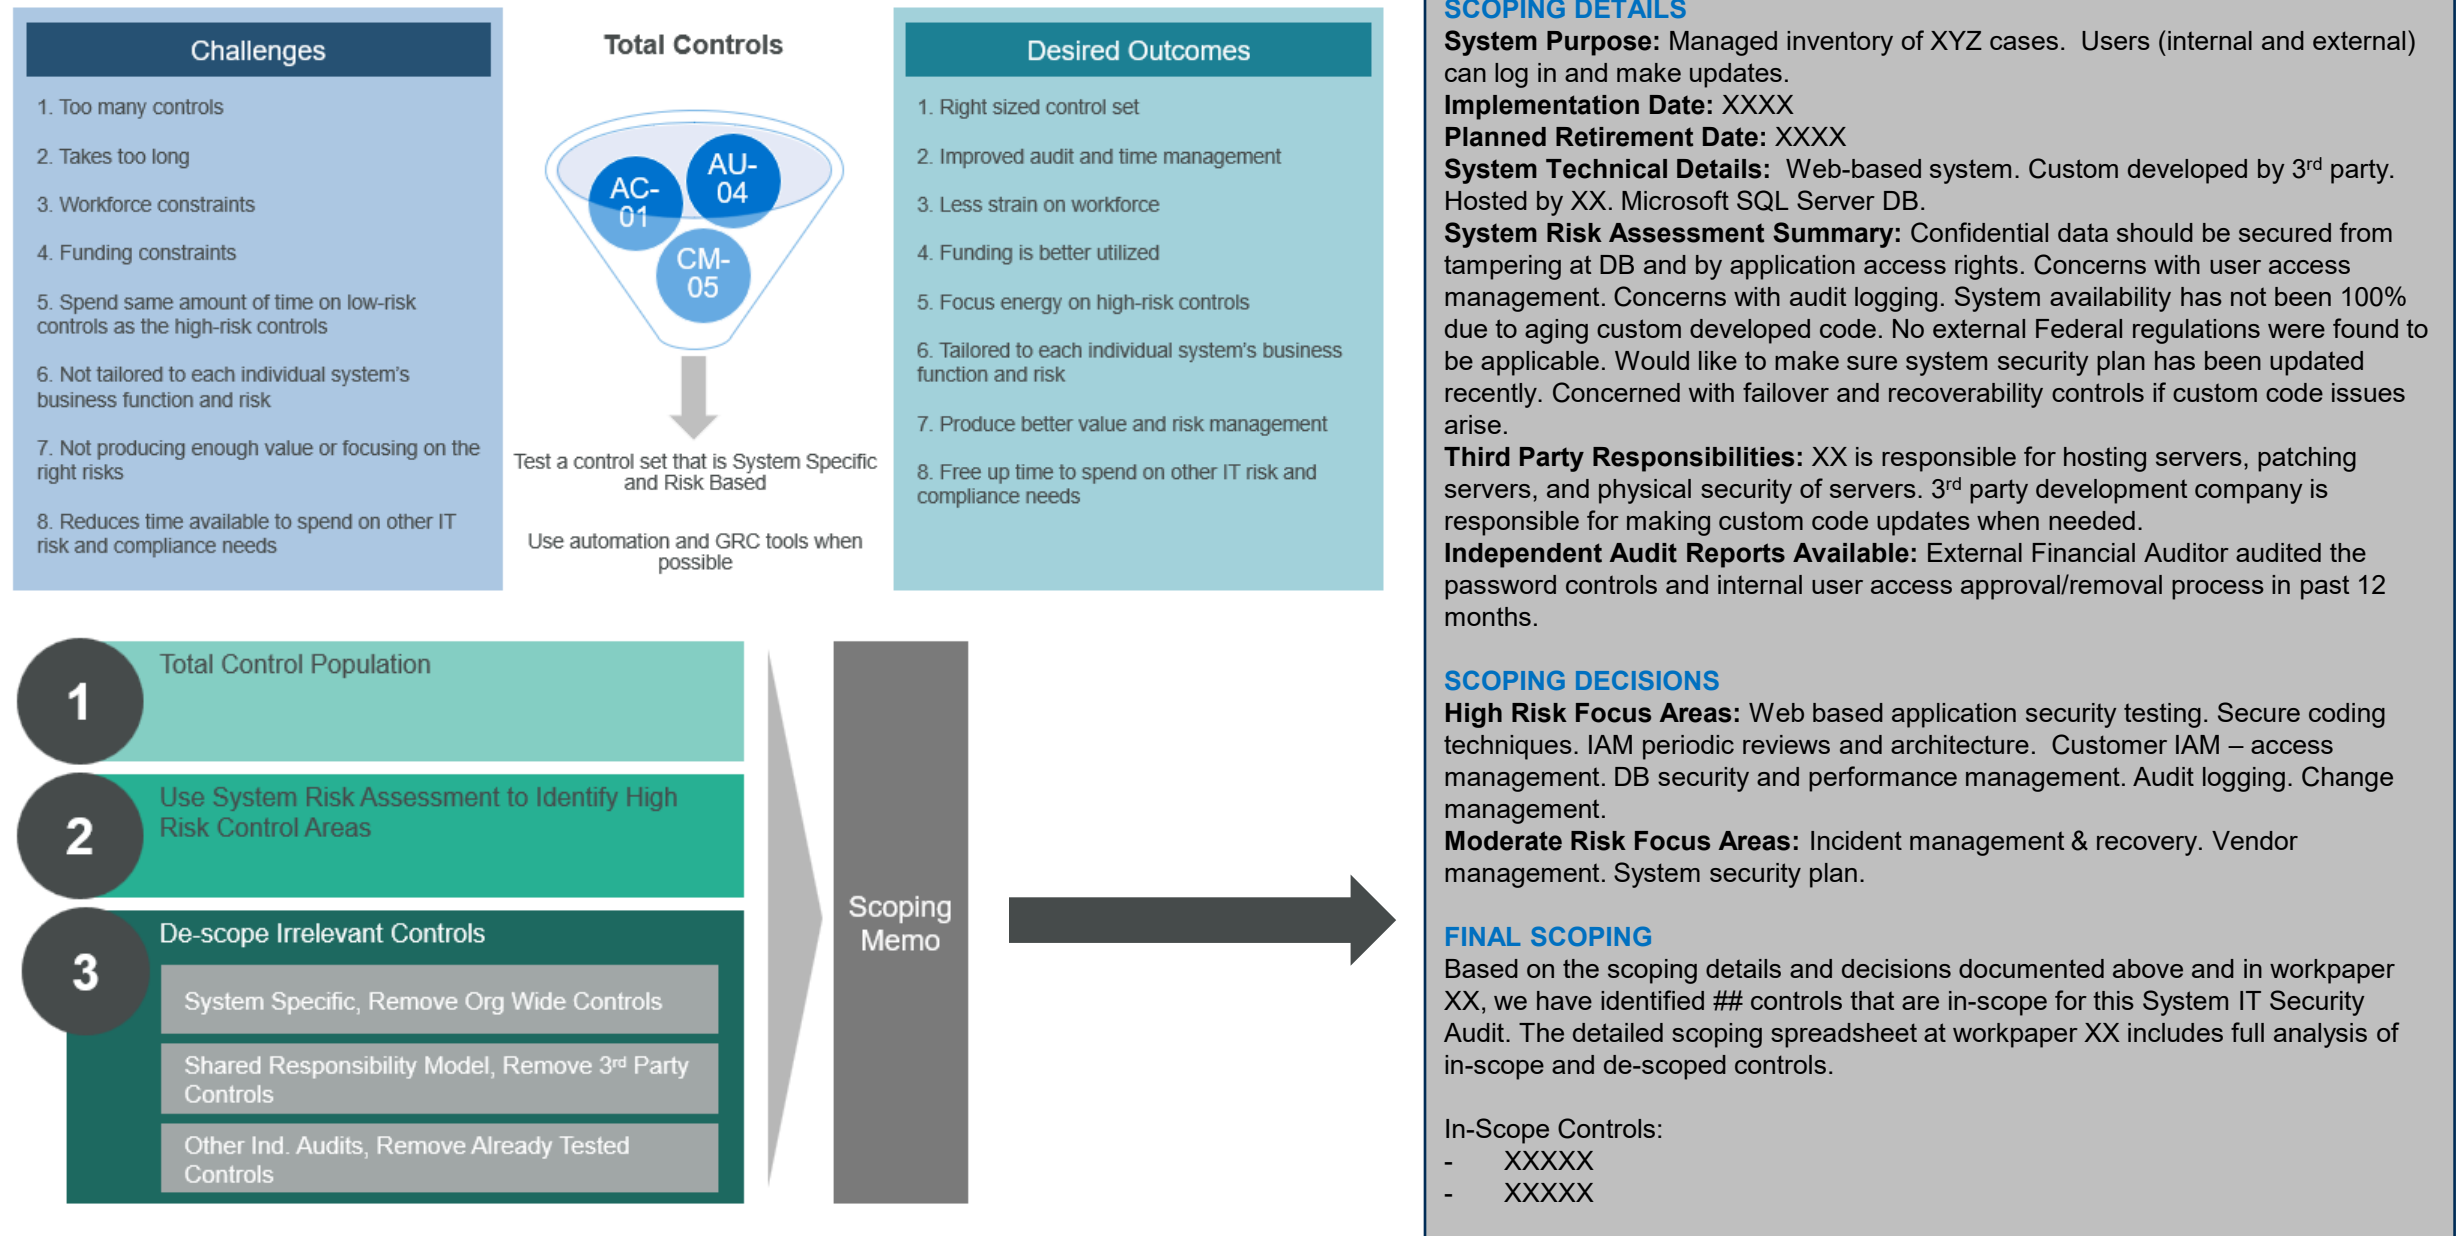 Challenges
1. Too many controls
2. Takes too long
3. Workforce constraints
4. Funding constraints
5. Spend same amount of time on low-risk
controls as the high-risk controls
6. Not tailored to each individual system's
business function and risk
7. Not producing enough value or focusing on the
right risks
8. Reduces time available to spend on other IT
risk and compliance needs
Total Controls
AC-
01
AU-
04
CM-
05
Test a control set that is System Specific
and Risk Based
Use automation and GRC tools when
possible
Desired Outcomes
1. Right sized control set
2. Improved audit and time management
3. Less strain on workforce
4. Funding is better utilized
5. Focus energy on high-risk controls
6. Tailored to each individual system's business
function and risk
7. Produce better value and risk management
8. Free up time to spend on other IT risk and
compliance needs
1
Total Control Population
2
Use System Risk Assessment to Identify High
Risk Control Areas
3
De-scope Irrelevant Controls
System Specific, Remove Org Wide Controls
Shared Responsibility Model, Remove 3rd Party
Controls
Other Ind. Audits, Remove Already Tested
Controls
Scoping
Memo
SCOPING DETAILS
System Purpose: Managed inventory of XYZ cases.  Users (internal and external)
can log in and make updates.
Implementation Date: XXXX
Planned Retirement Date: XXXX
System Technical Details:  Web-based system. Custom developed by 3rd party.
Hosted by XX. Microsoft SQL Server DB.
System Risk Assessment Summary: Confidential data should be secured from
tampering at DB and by application access rights. Concerns with user access
management. Concerns with audit logging. System availability has not been 100%
due to aging custom developed code. No external Federal regulations were found to
be applicable. Would like to make sure system security plan has been updated
recently. Concerned with failover and recoverability controls if custom code issues
arise.
Third Party Responsibilities: XX is responsible for hosting servers, patching
servers, and physical security of servers. 3rd party development company is
responsible for making custom code updates when needed.
Independent Audit Reports Available: External Financial Auditor audited the
password controls and internal user access approval/removal process in past 12
months.
SCOPING DECISIONS
High Risk Focus Areas: Web based application security testing. Secure coding
techniques. IAM periodic reviews and architecture.  Customer IAM – access
management. DB security and performance management. Audit logging. Change
management.
Moderate Risk Focus Areas: Incident management & recovery. Vendor
management. System security plan.
FINAL SCOPING
Based on the scoping details and decisions documented above and in workpaper
XX, we have identified ## controls that are in-scope for this System IT Security
Audit. The detailed scoping spreadsheet at workpaper XX includes full analysis of
in-scope and de-scoped controls.
In-Scope Controls:
- XXXXX
- XXXXX